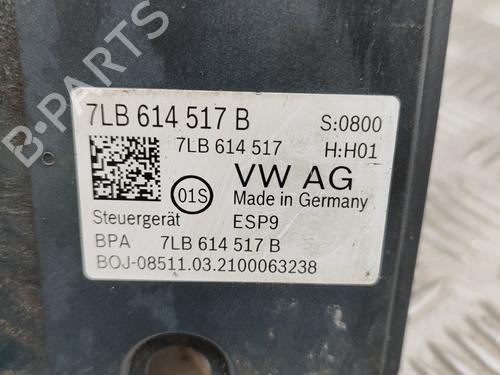 B-PARTS
7LB 614 517 B S:0800
7LB 614 517 H:H01
01S VW AG
Made in Germany
Steuergerät ESP9
BPA 7LB 614 517 B
BOJ-08511.03.2100063238